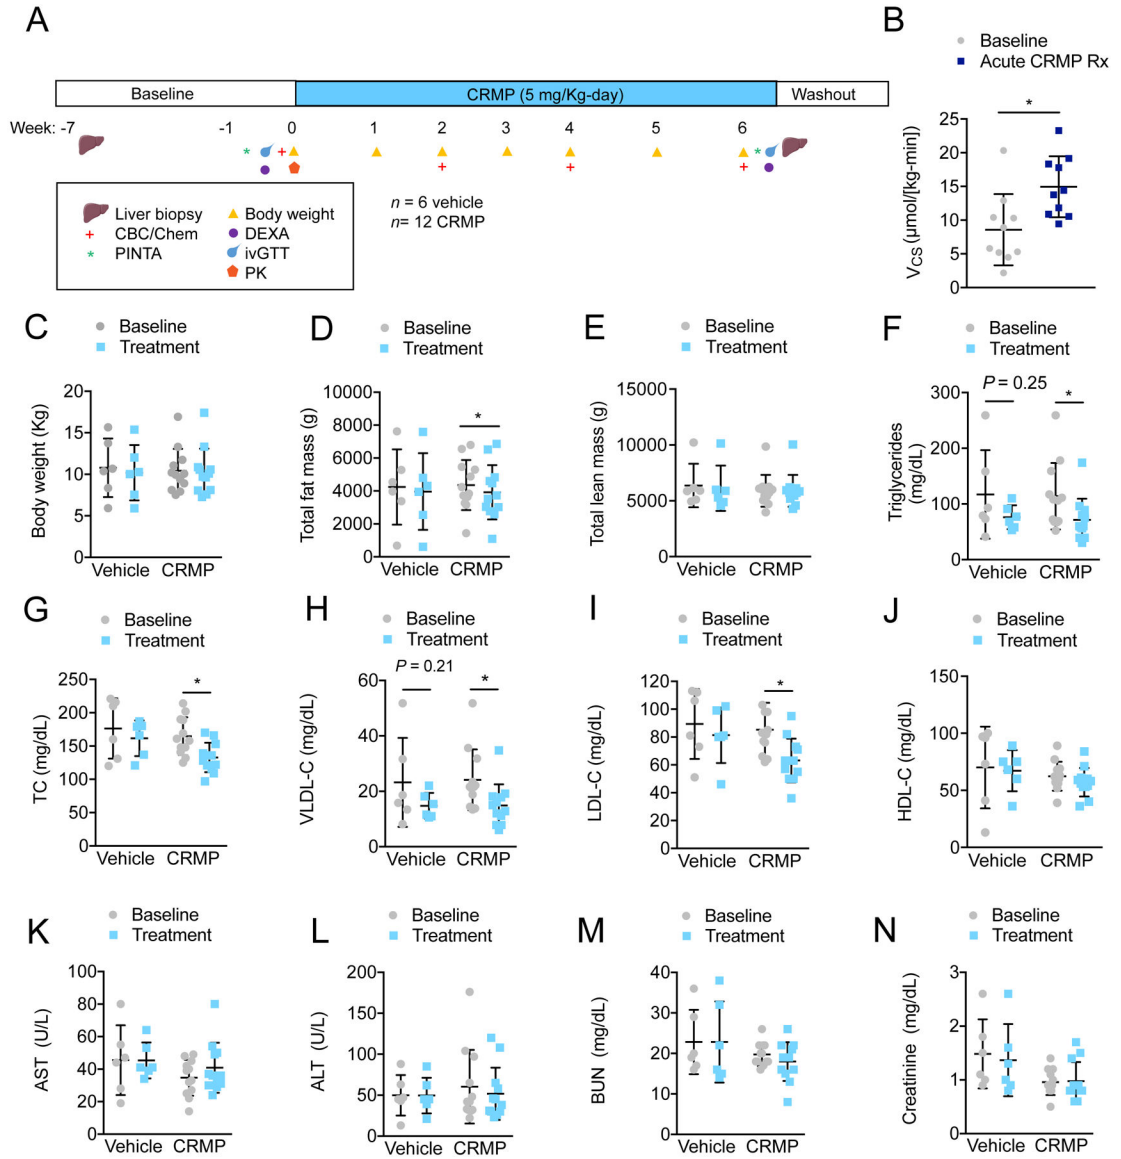 A
Baseline
CRMP (5 mg/Kg-day)
Washout
Week: -7
-1
0
1
2
3
4
5
6
Liver biopsy
CBC/Chem
PINTA
Body weight
DEXA
ivGTT
PK
n = 6 vehicle
n= 12 CRMP
B
Baseline
Acute CRMP Rx
*
V_CS (μmol/[kg-min])
25
20
15
10
5
0
C
Baseline
Treatment
Body weight (Kg)
20
15
10
5
0
Vehicle
CRMP
D
Baseline
Treatment
*
Total fat mass (g)
10000
8000
6000
4000
2000
0
Vehicle
CRMP
E
Baseline
Treatment
Total lean mass (g)
15000
10000
5000
0
Vehicle
CRMP
F
Baseline
Treatment
P = 0.25
*
Triglycerides
(mg/dL)
300
200
100
0
Vehicle
CRMP
G
Baseline
Treatment
*
TC (mg/dL)
250
200
150
100
50
0
Vehicle
CRMP
H
Baseline
Treatment
P = 0.21
*
VLDL-C (mg/dL)
60
40
20
0
Vehicle
CRMP
I
Baseline
Treatment
*
LDL-C (mg/dL)
120
100
80
60
40
20
0
Vehicle
CRMP
J
Baseline
Treatment
HDL-C (mg/dL)
150
100
50
0
Vehicle
CRMP
K
Baseline
Treatment
AST (U/L)
100
80
60
40
20
0
Vehicle
CRMP
L
Baseline
Treatment
ALT (U/L)
200
150
100
50
0
Vehicle
CRMP
M
Baseline
Treatment
BUN (mg/dL)
40
30
20
10
0
Vehicle
CRMP
N
Baseline
Treatment
Creatinine (mg/dL)
3
2
1
0
Vehicle
CRMP